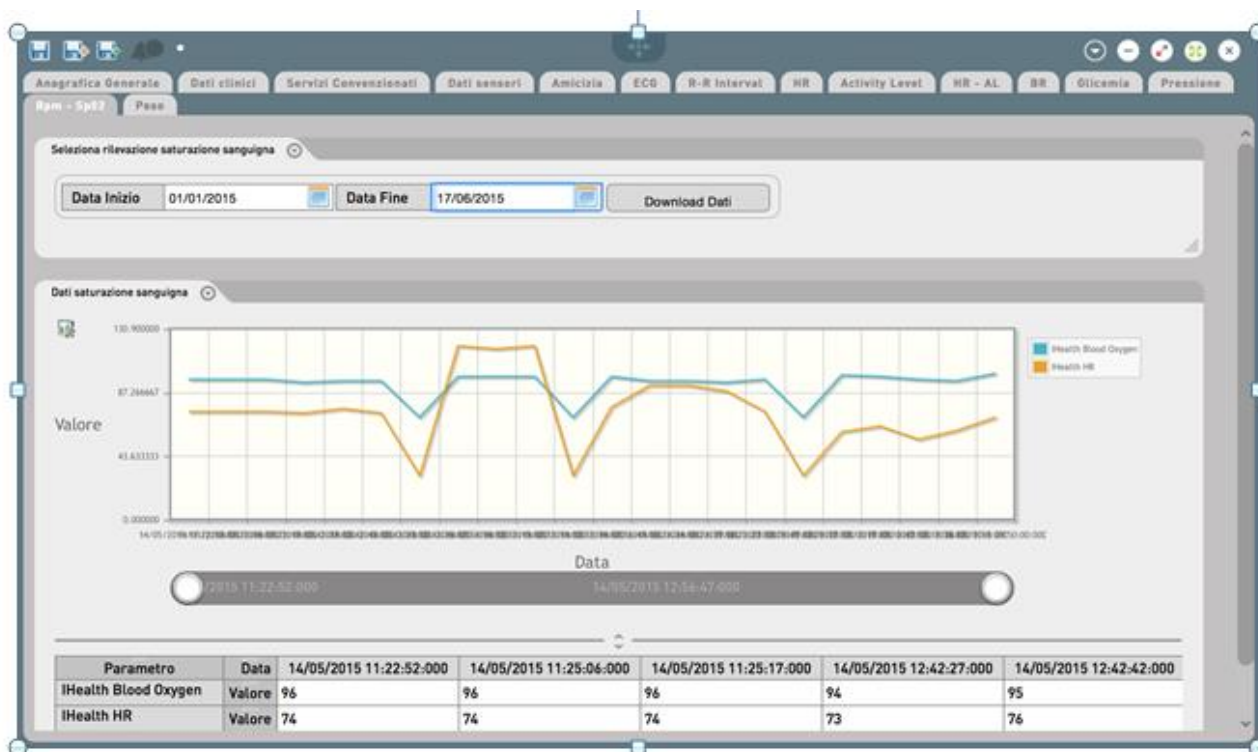 Anagrafica Generale Dati clinici Servizi Convenzionati Dati sensori Amicizia ECG R-R Interval HR Activity Level HR - AL BR Glicemia Pressione
Rpm - Sp02 Peso
Seleziona rilevazione saturazione sanguigna
Data Inizio 01/01/2015 Data Fine 17/06/2015 Download Dati
Dati saturazione sanguigna
130.900000
87.266667
43.633333
0.000000
Valore
IHealth Blood Oxygen
IHealth HR
Data
/2015 11:22:52:000 14/05/2015 12:56:47:000
Parametro Data 14/05/2015 11:22:52:000 14/05/2015 11:25:06:000 14/05/2015 11:25:17:000 14/05/2015 12:42:27:000 14/05/2015 12:42:42:000
IHealth Blood Oxygen Valore 96 96 96 94 95
IHealth HR Valore 74 74 74 73 76